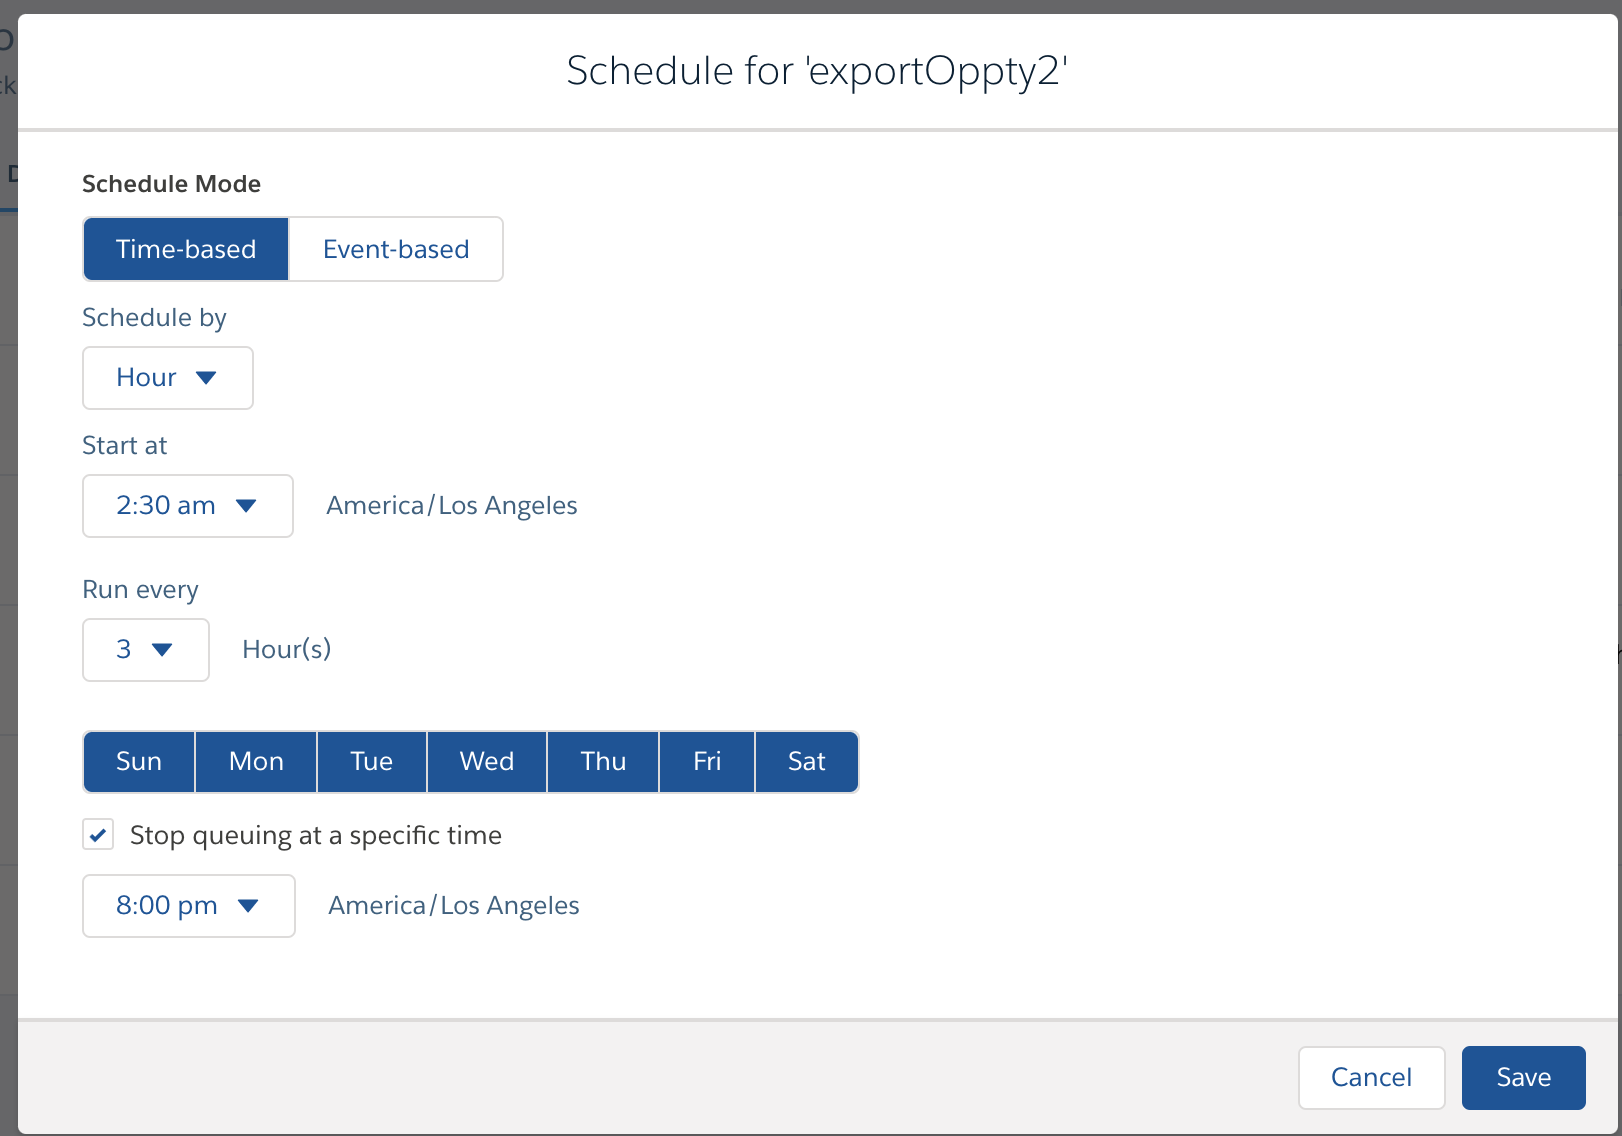 Schedule for 'exportOppty2'
Schedule Mode
Time-based Event-based
Schedule by
Hour
Start at
2:30 am America/Los Angeles
Run every
3 Hour(s)
Sun Mon Tue Wed Thu Fri Sat
Stop queuing at a specific time
8:00 pm America/Los Angeles
Cancel Save